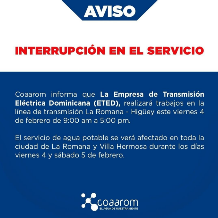 AVISO
INTERRUPCIÓN EN EL SERVICIO
Coaarom informa que La Empresa de Transmisión
Eléctrica Dominicana (ETED), realizará trabajos en la
línea de transmisión La Romana - Higüey este viernes 4
de febrero de 9:00 am a 5:00 pm.
El servicio de agua potable se verá afectado en toda la
ciudad de La Romana y Villa Hermosa durante los días
viernes 4 y sábado 5 de febrero.
coaarom